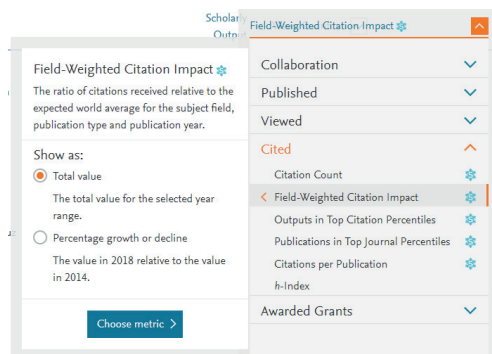 Scholarly
Output
Field-Weighted Citation Impact
Field-Weighted Citation Impact
The ratio of citations received relative to the
expected world average for the subject field,
publication type and publication year.
Show as:
Total value
The total value for the selected year
range.
Percentage growth or decline
The value in 2018 relative to the value
in 2014.
Choose metric
Collaboration
Published
Viewed
Cited
Citation Count
Field-Weighted Citation Impact
Outputs in Top Citation Percentiles
Publications in Top Journal Percentiles
Citations per Publication
h-Index
Awarded Grants